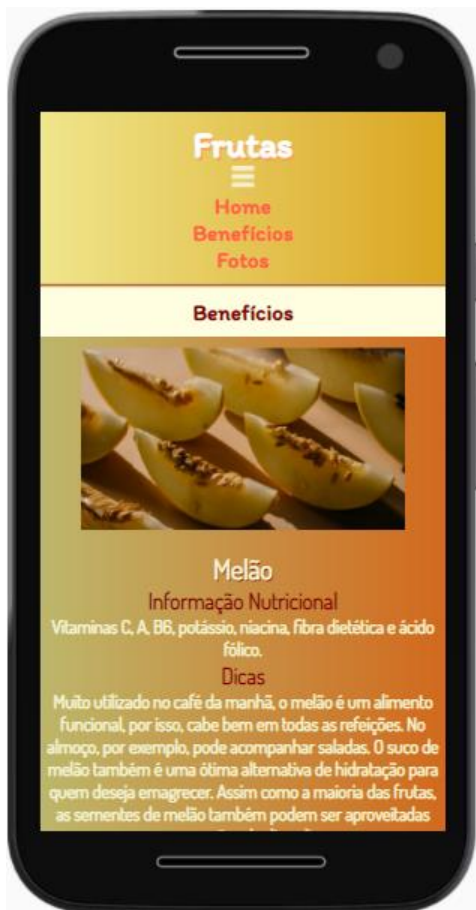 Frutas
Home
Benefícios
Fotos
Benefícios
Melão
Informação Nutricional
Vitaminas C, A, B6, potássio, niacina, fibra dietética e ácido
fólico.
Dicas
Muito utilizado no café da manhã, o melão é um alimento
funcional, por isso, cabe bem em todas as refeições. No
almoço, por exemplo, pode acompanhar saladas. O suco de
melão também é uma ótima alternativa de hidratação para
quem deseja emagrecer. Assim como a maioria das frutas,
as sementes de melão também podem ser aproveitadas